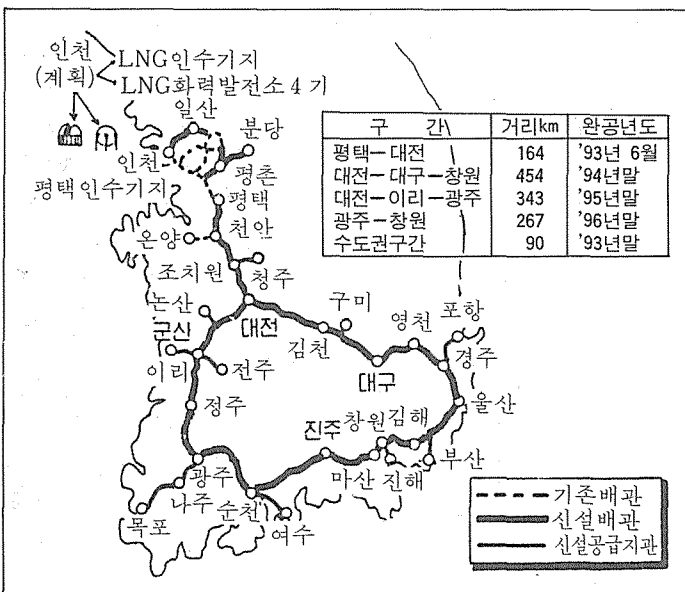 인천
(계획)
LNG인수기지
LNG화력발전소 4기
일산
분당
인천
평촌
평택인수기지
평택
천안
온양
조치원
청주
논산
구미
포항
군산
대전
김천
영천
경주
이리
전주
대구
울산
정주
진주
창원
김해
광주
마산
진해
부산
나주
순천
목포
여수
구 간 거리km 완공년도
평택-대전 164 '93년 6월
대전-대구-창원 454 '94년말
대전-이리-광주 343 '95년말
광주-창원 267 '96년말
수도권구간 90 '93년말
기존배관
신설배관
신설공급지관